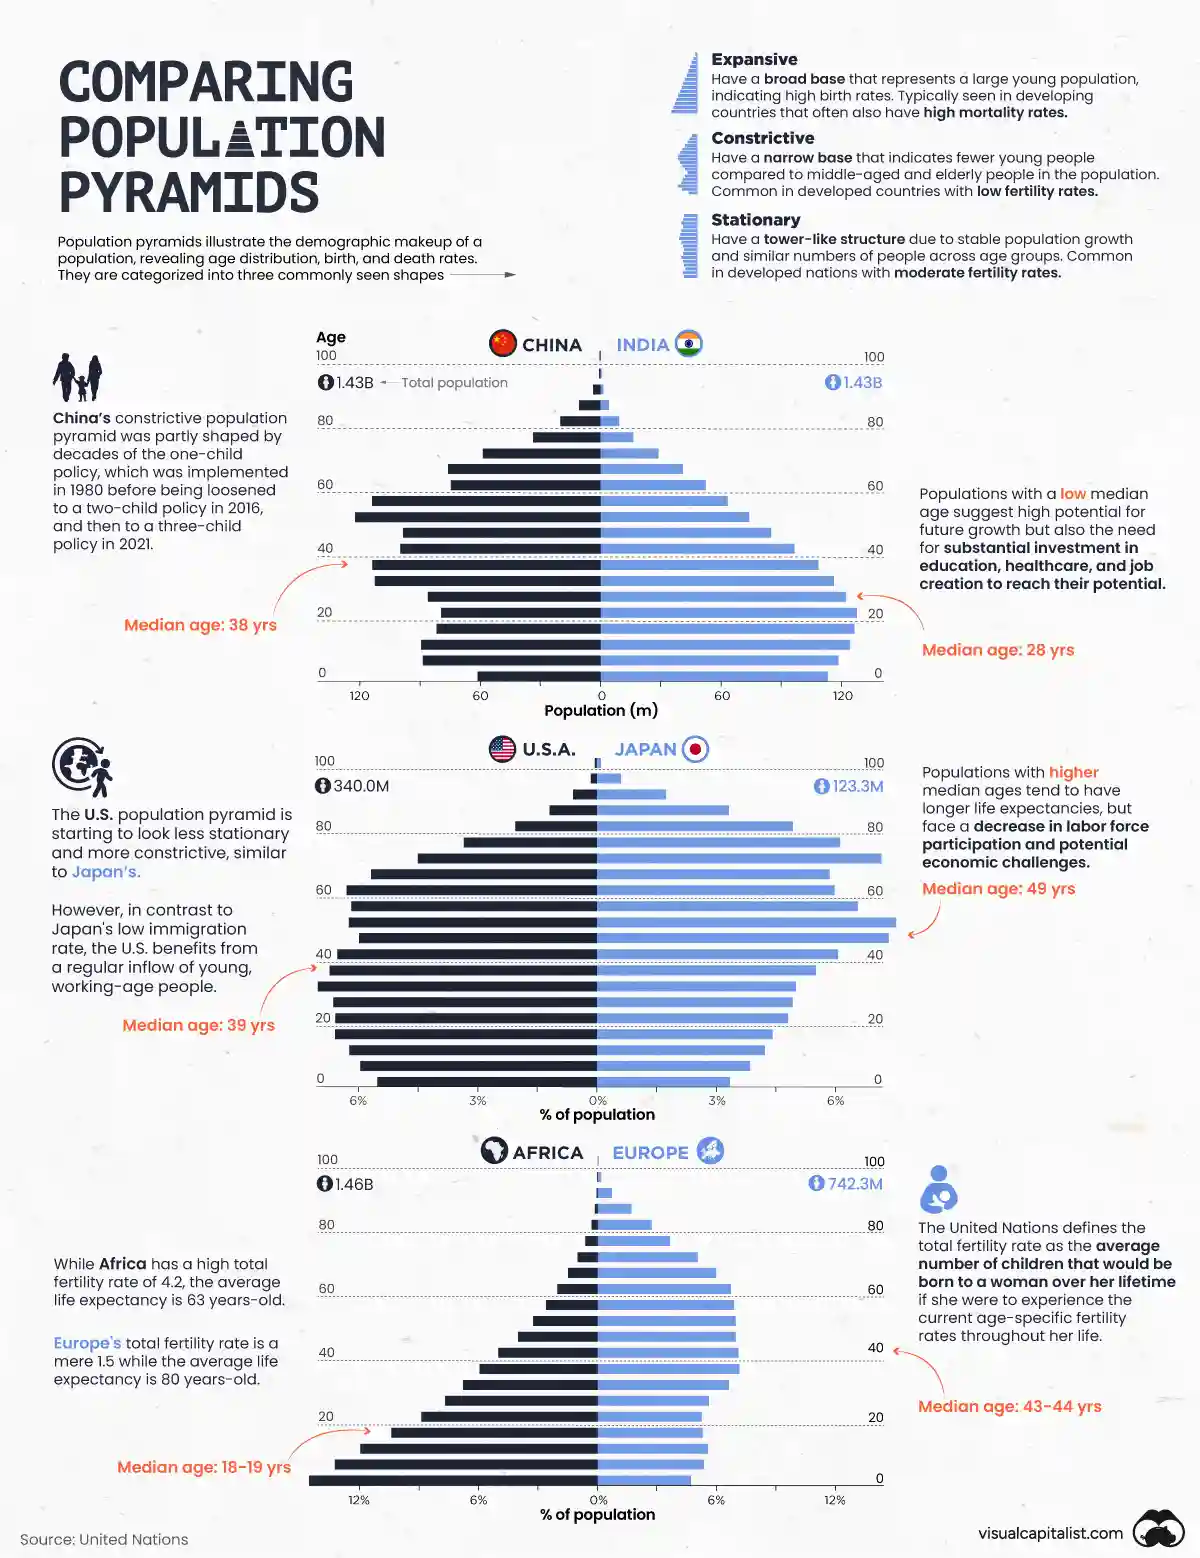 COMPARING
POPULATION
PYRAMIDS
Population pyramids illustrate the demographic makeup of a
population, revealing age distribution, birth, and death rates.
They are categorized into three commonly seen shapes
Expansive
Have a broad base that represents a large young population,
indicating high birth rates. Typically seen in developing
countries that often also have high mortality rates.
Constrictive
Have a narrow base that indicates fewer young people
compared to middle-aged and elderly people in the population.
Common in developed countries with low fertility rates.
Stationary
Have a tower-like structure due to stable population growth
and similar numbers of people across age groups. Common
in developed nations with moderate fertility rates.
China's constrictive population
pyramid was partly shaped by
decades of the one-child
policy, which was implemented
in 1980 before being loosened
to a two-child policy in 2016,
and then to a three-child
policy in 2021.
Median age: 38 yrs
Age
CHINA INDIA
100 100
1.43B Total population 1.43B
80 80
60 60
40 40
20 20
0 0
120 60 0 60 120
Population (m)
Populations with a low median
age suggest high potential for
future growth but also the need
for substantial investment in
education, healthcare, and job
creation to reach their potential.
Median age: 28 yrs
The U.S. population pyramid is
starting to look less stationary
and more constrictive, similar
to Japan's.
However, in contrast to
Japan's low immigration
rate, the U.S. benefits from
a regular inflow of young,
working-age people.
Median age: 39 yrs
U.S.A. JAPAN
100 100
340.0M 123.3M
80 80
60 60
40 40
20 20
0 0
6% 3% 0% 3% 6%
% of population
Populations with higher
median ages tend to have
longer life expectancies, but
face a decrease in labor force
participation and potential
economic challenges.
Median age: 49 yrs
While Africa has a high total
fertility rate of 4.2, the average
life expectancy is 63 years-old.
Europe's total fertility rate is a
mere 1.5 while the average life
expectancy is 80 years-old.
Median age: 18-19 yrs
AFRICA EUROPE
100 100
1.46B 742.3M
80 80
60 60
40 40
20 20
0
12% 6% 0% 6% 12%
% of population
The United Nations defines the
total fertility rate as the average
number of children that would be
born to a woman over her lifetime
if she were to experience the
current age-specific fertility
rates throughout her life.
Median age: 43-44 yrs
Source: United Nations
visualcapitalist.com